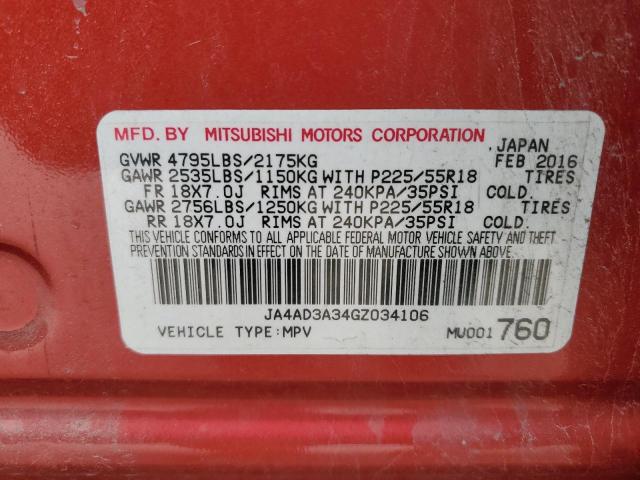 MFD. BY MITSUBISHI MOTORS CORPORATION
, JAPAN
GVWR 4795LBS/2175KG FEB 2016
GAWR 2535LBS/1150KG WITH P225/55R18 TIRES
FR 18X7.0J RIMS AT 240KPA/35PSI COLD.
GAWR 2756LBS/1250KG WITH P225/55R18 TIRES
RR 18X7.0J RIMS AT 240KPA/35PSI COLD.
THIS VEHICLE CONFORMS TO ALL APPLICABLE FEDERAL MOTOR VEHICLE SAFETY AND THEFT
PREVENTION STANDARDS IN EFFECT ON THE DATE OF MANUFACTURE SHOWN ABOVE.
JA4AD3A34GZ034106
VEHICLE TYPE:MPV MU001 760